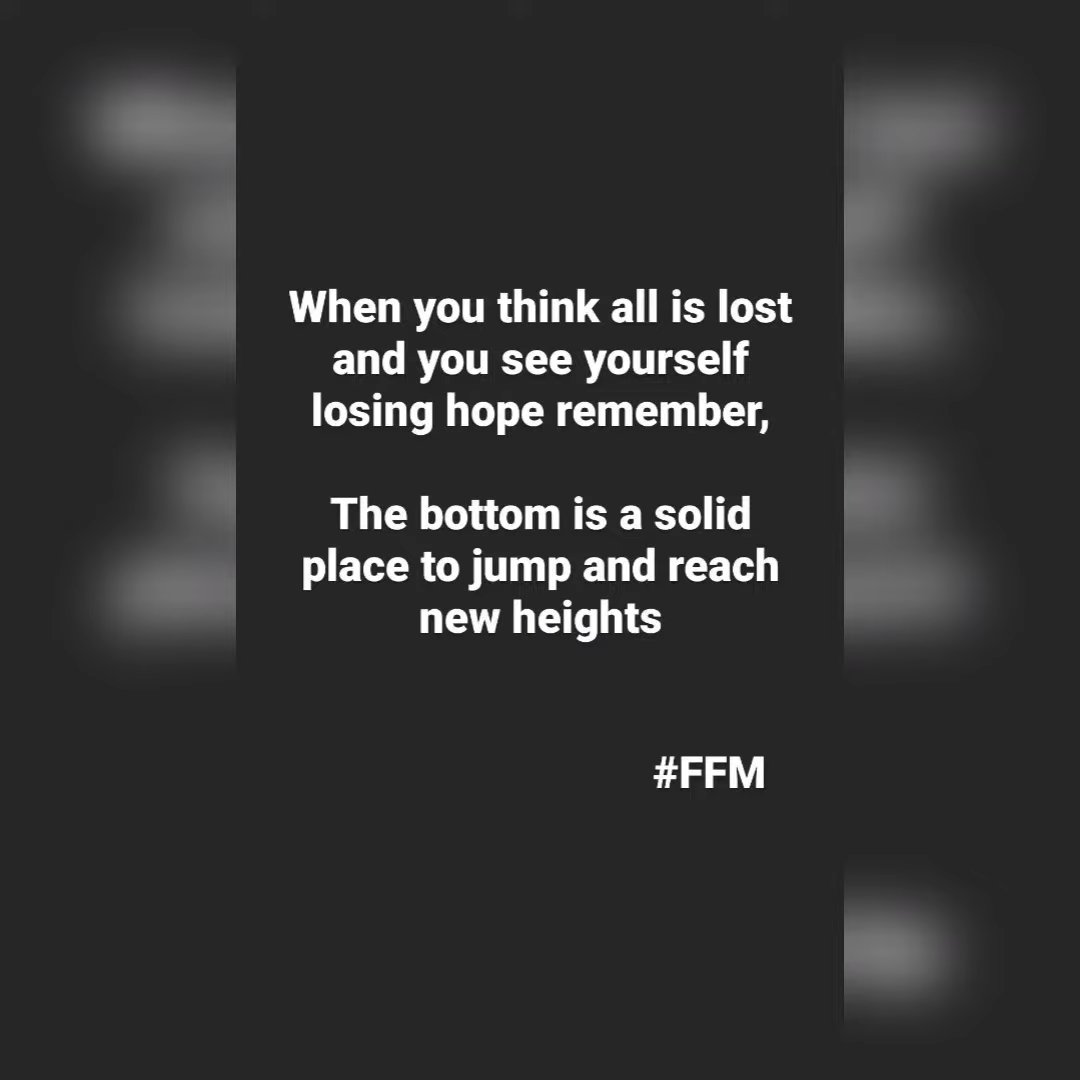 When you think all is lost
and you see yourself
losing hope remember,
The bottom is a solid
place to jump and reach
new heights
#FFM